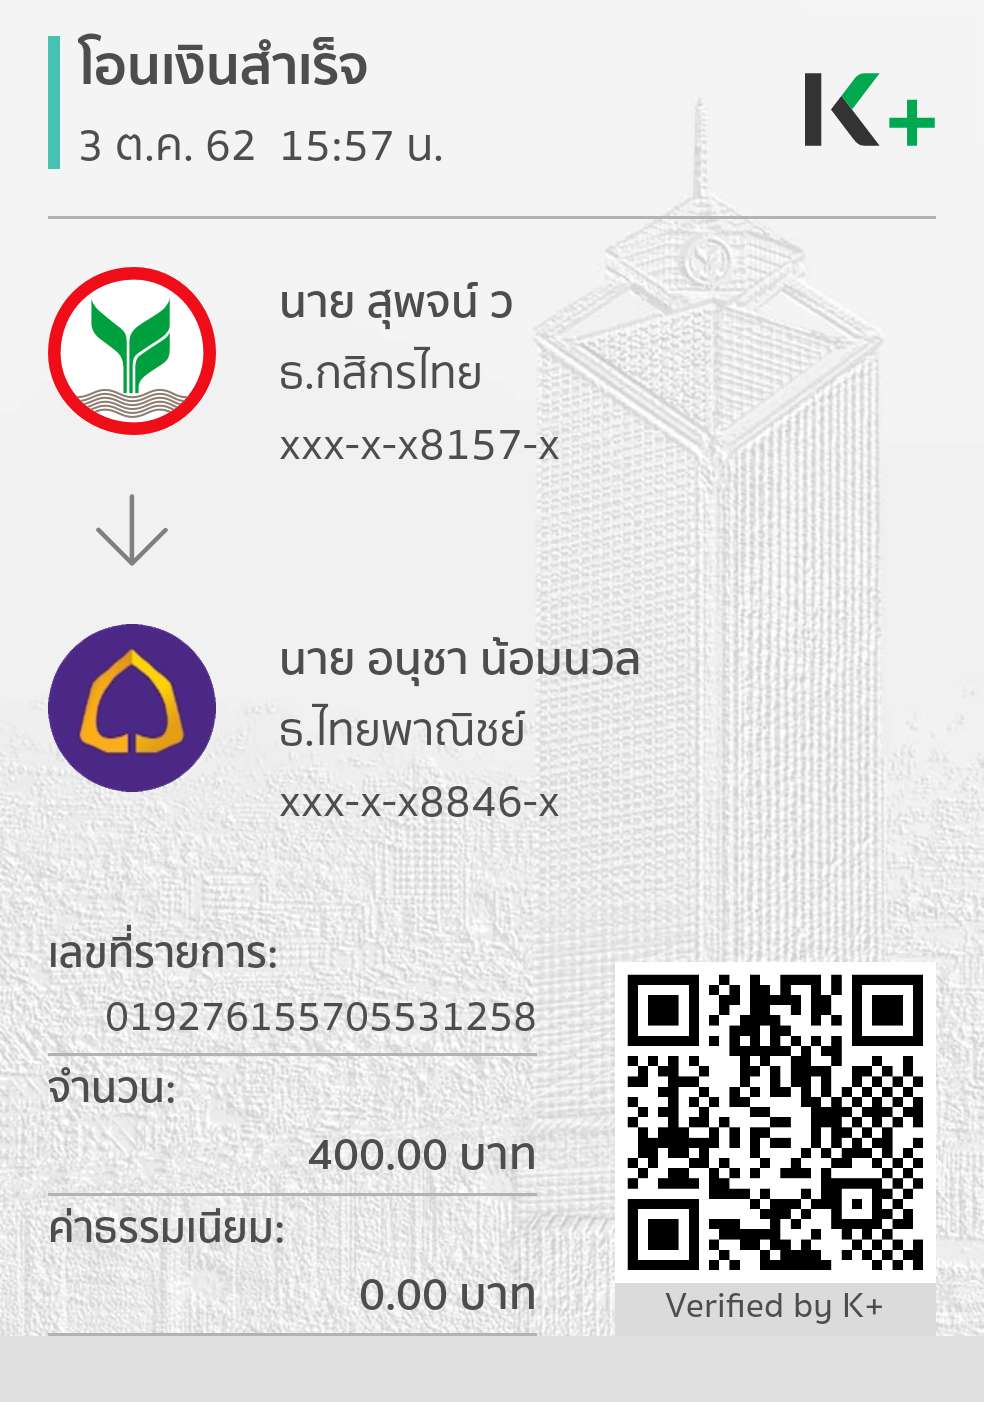 โอนเงินสำเร็จ
3 ต.ค. 62 15:57 น.
K+
นาย สุพจน์ ว
ธ.กสิกรไทย
xxx-x-x8157-x
นาย อนุชา น้อมนวล
ธ.ไทยพาณิชย์
xxx-x-x8846-x
เลขที่รายการ:
019276155705531258
จำนวน:
400.00 บาท
ค่าธรรมเนียม:
0.00 บาท
Verified by K+